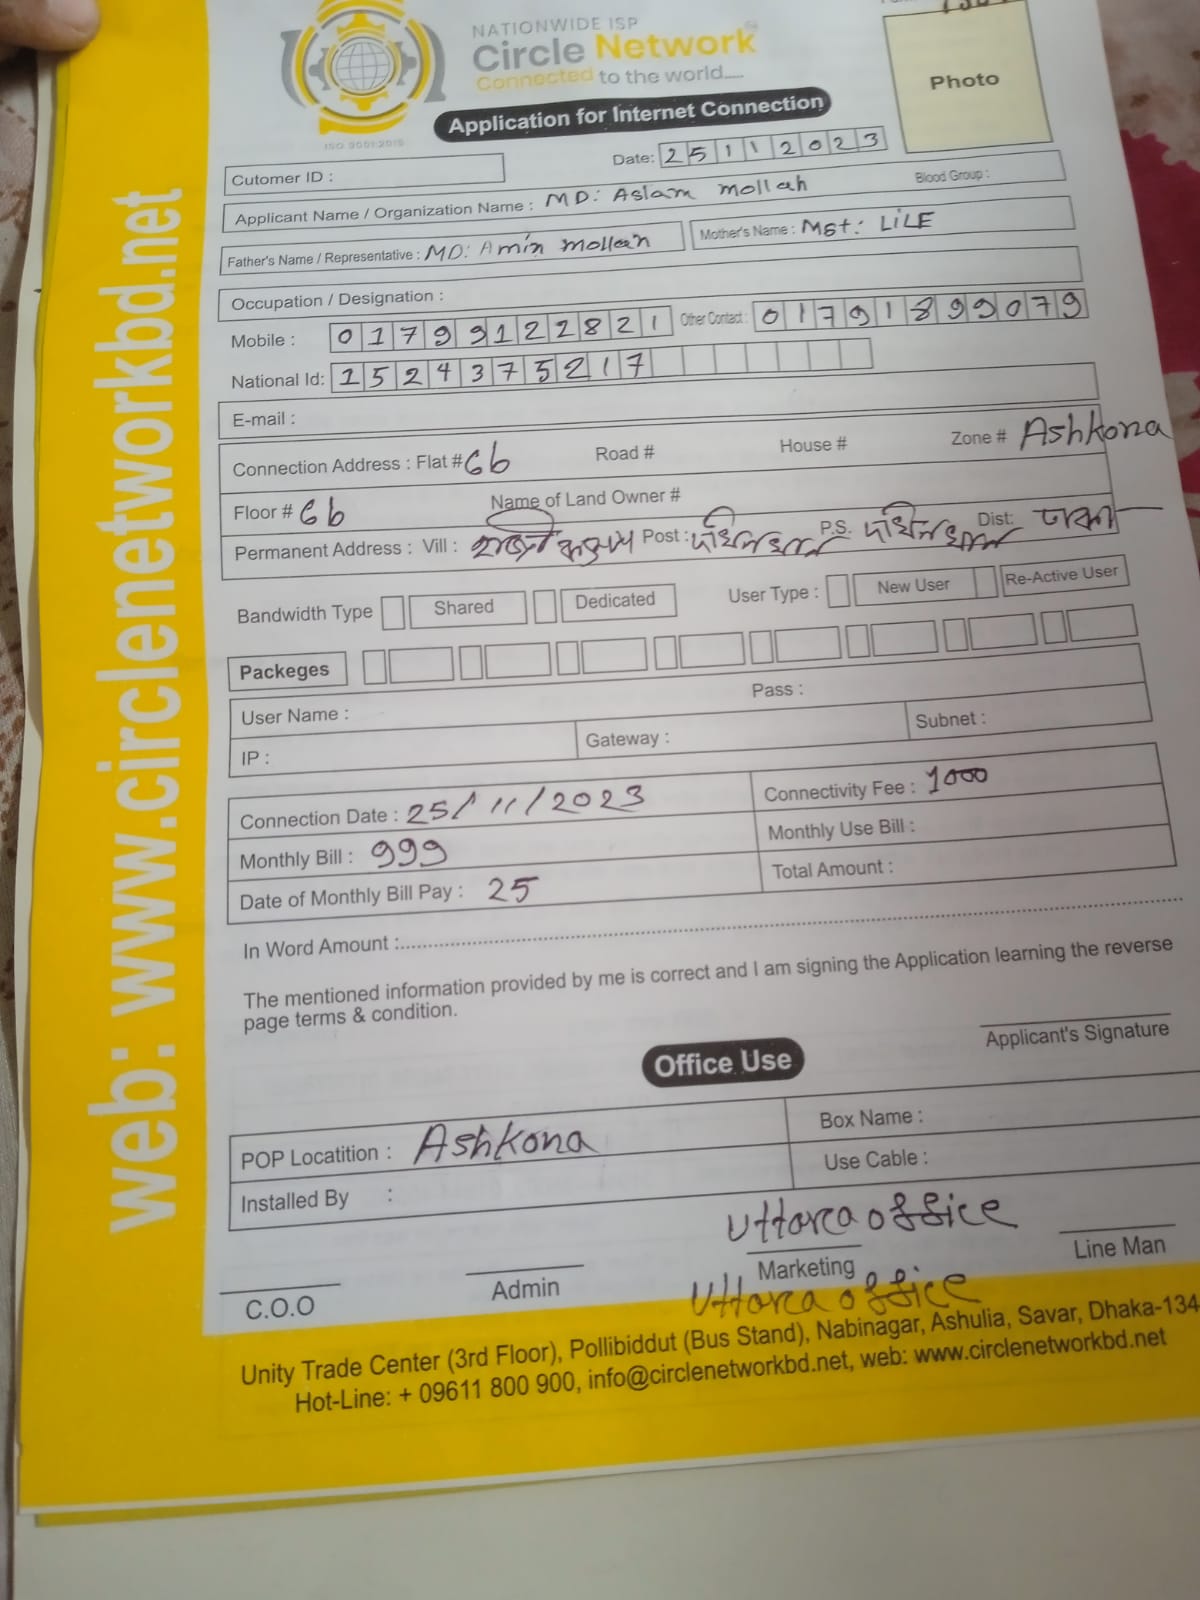 NATIONWIDE ISP
Circle Network
Connected to the world.....
ISO 9001:2015
Photo
Application for Internet Connection
Date: 25112023
Cutomer ID :
Applicant Name / Organization Name : MD: Aslam mollah Blood Group :
Father's Name / Representative : MD: Amin mollah Mother's Name : Mst: LiLE
Occupation / Designation :
Mobile : 01799122821 Other Contact : 01791899079
National Id: 1524375217
E-mail :
Connection Address : Flat # 6b Road # House # Zone # Ashkona
Floor # 6b Name of Land Owner #
Permanent Address : Vill : Post : P.S. Dist: ঢাকা
Bandwidth Type Shared Dedicated User Type : New User Re-Active User
Packeges
User Name : Pass :
IP : Gateway : Subnet :
Connection Date : 25/11/2023 Connectivity Fee : 1000
Monthly Bill : 999 Monthly Use Bill :
Date of Monthly Bill Pay : 25 Total Amount :
In Word Amount :
The mentioned information provided by me is correct and I am signing the Application learning the reverse
page terms & condition.
Applicant's Signature
Office Use
POP Locatition : Ashkona Box Name :
Installed By : Use Cable :
Uttora office
C.O.O Admin Marketing Line Man
Uttora office
Unity Trade Center (3rd Floor), Pollibiddut (Bus Stand), Nabinagar, Ashulia, Savar, Dhaka-134
Hot-Line: + 09611 800 900, info@circlenetworkbd.net, web: www.circlenetworkbd.net
web: www.circlenetworkbd.net